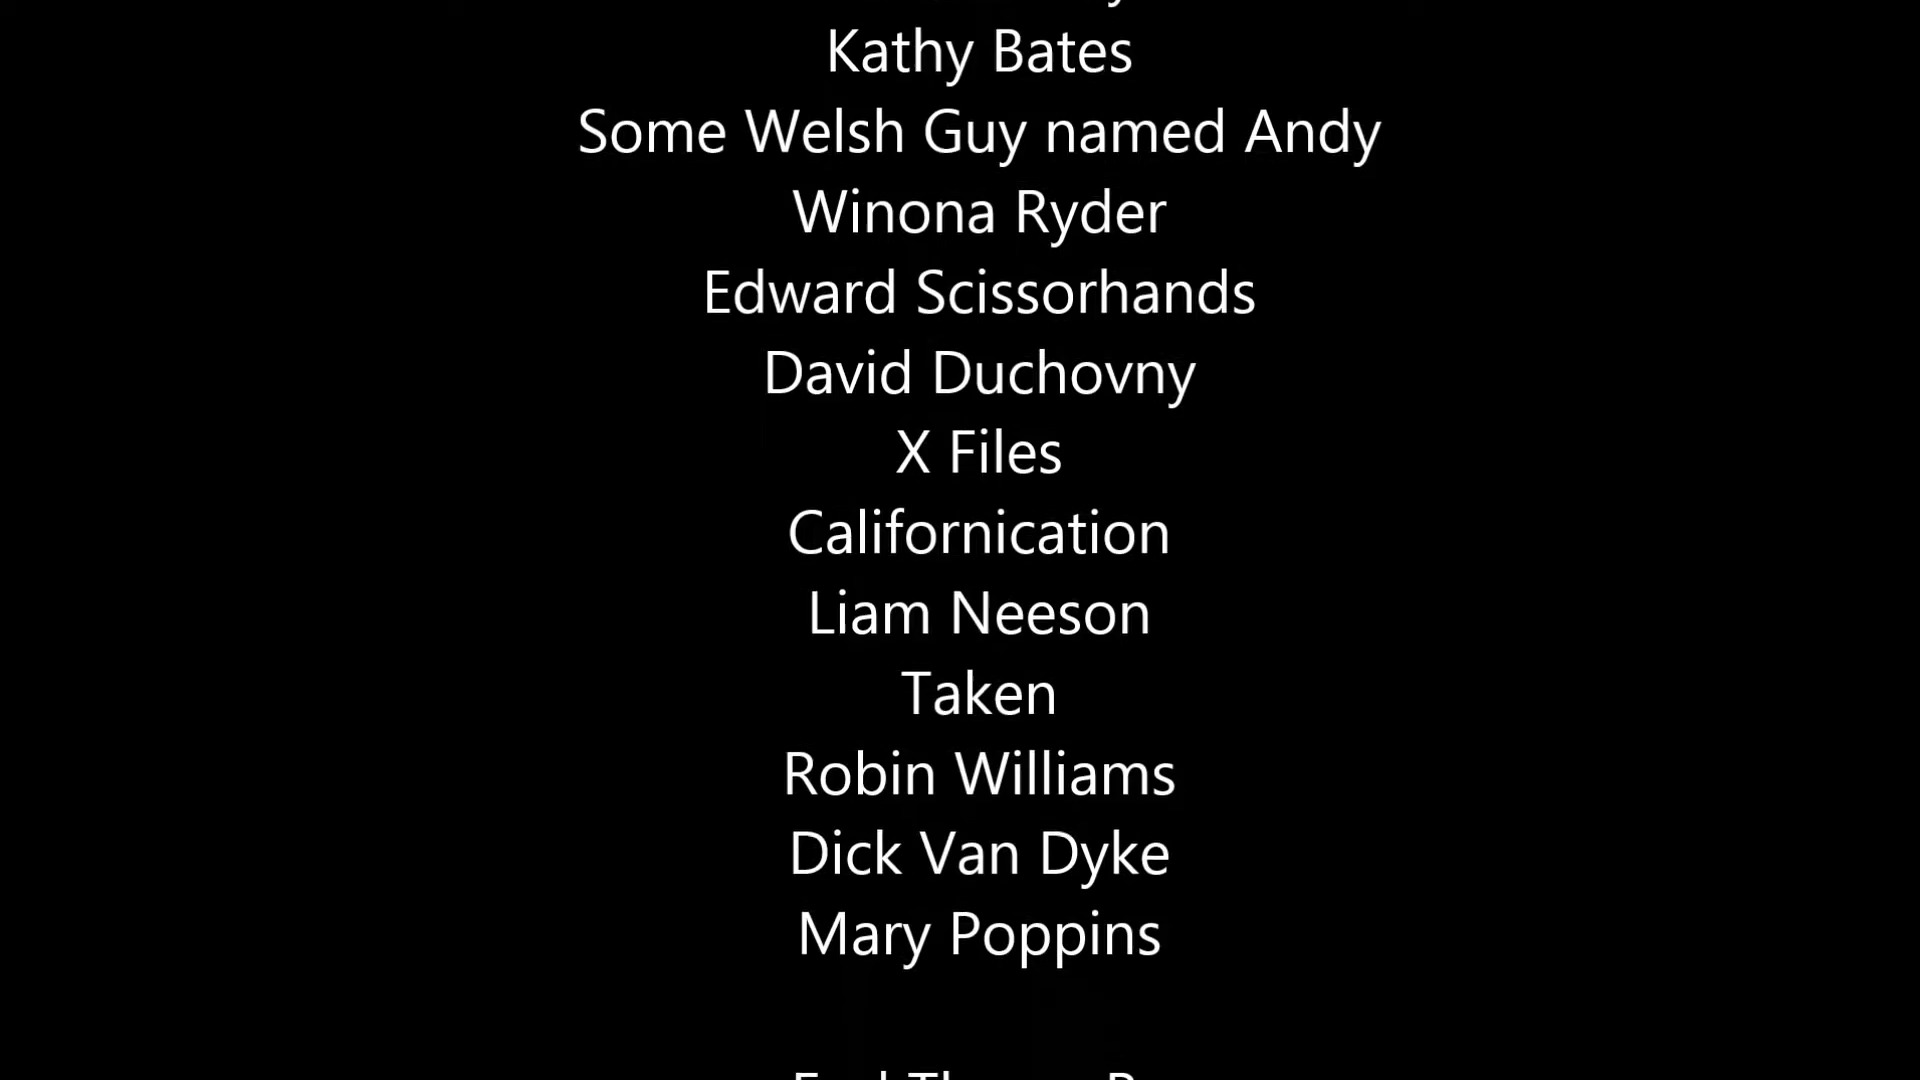 Kathy Bates
Some Welsh Guy named Andy
Winona Ryder
Edward Scissorhands
David Duchovny
X Files
Californication
Liam Neeson
Taken
Robin Williams
Dick Van Dyke
Mary Poppins